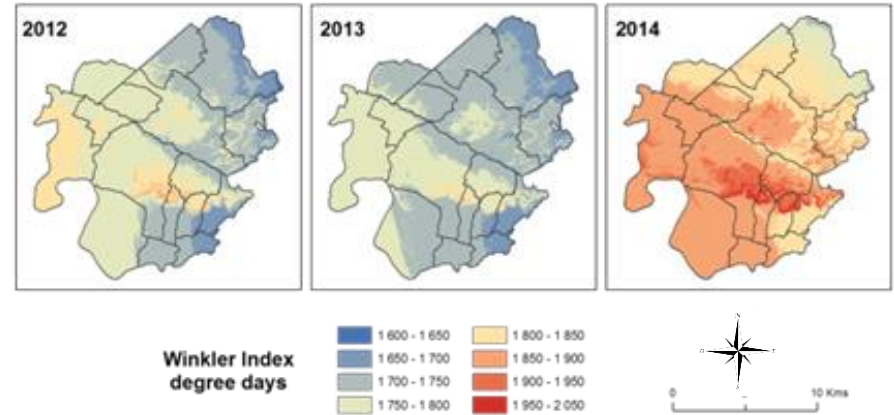 2012
2013
2014
Winkler Index
degree days
1 600 - 1 650
1 650 - 1 700
1 700 - 1 750
1 750 - 1 800
1 800 - 1 850
1 850 - 1 900
1 900 - 1 950
1 950 - 2 050
N
S
0
10 Kms